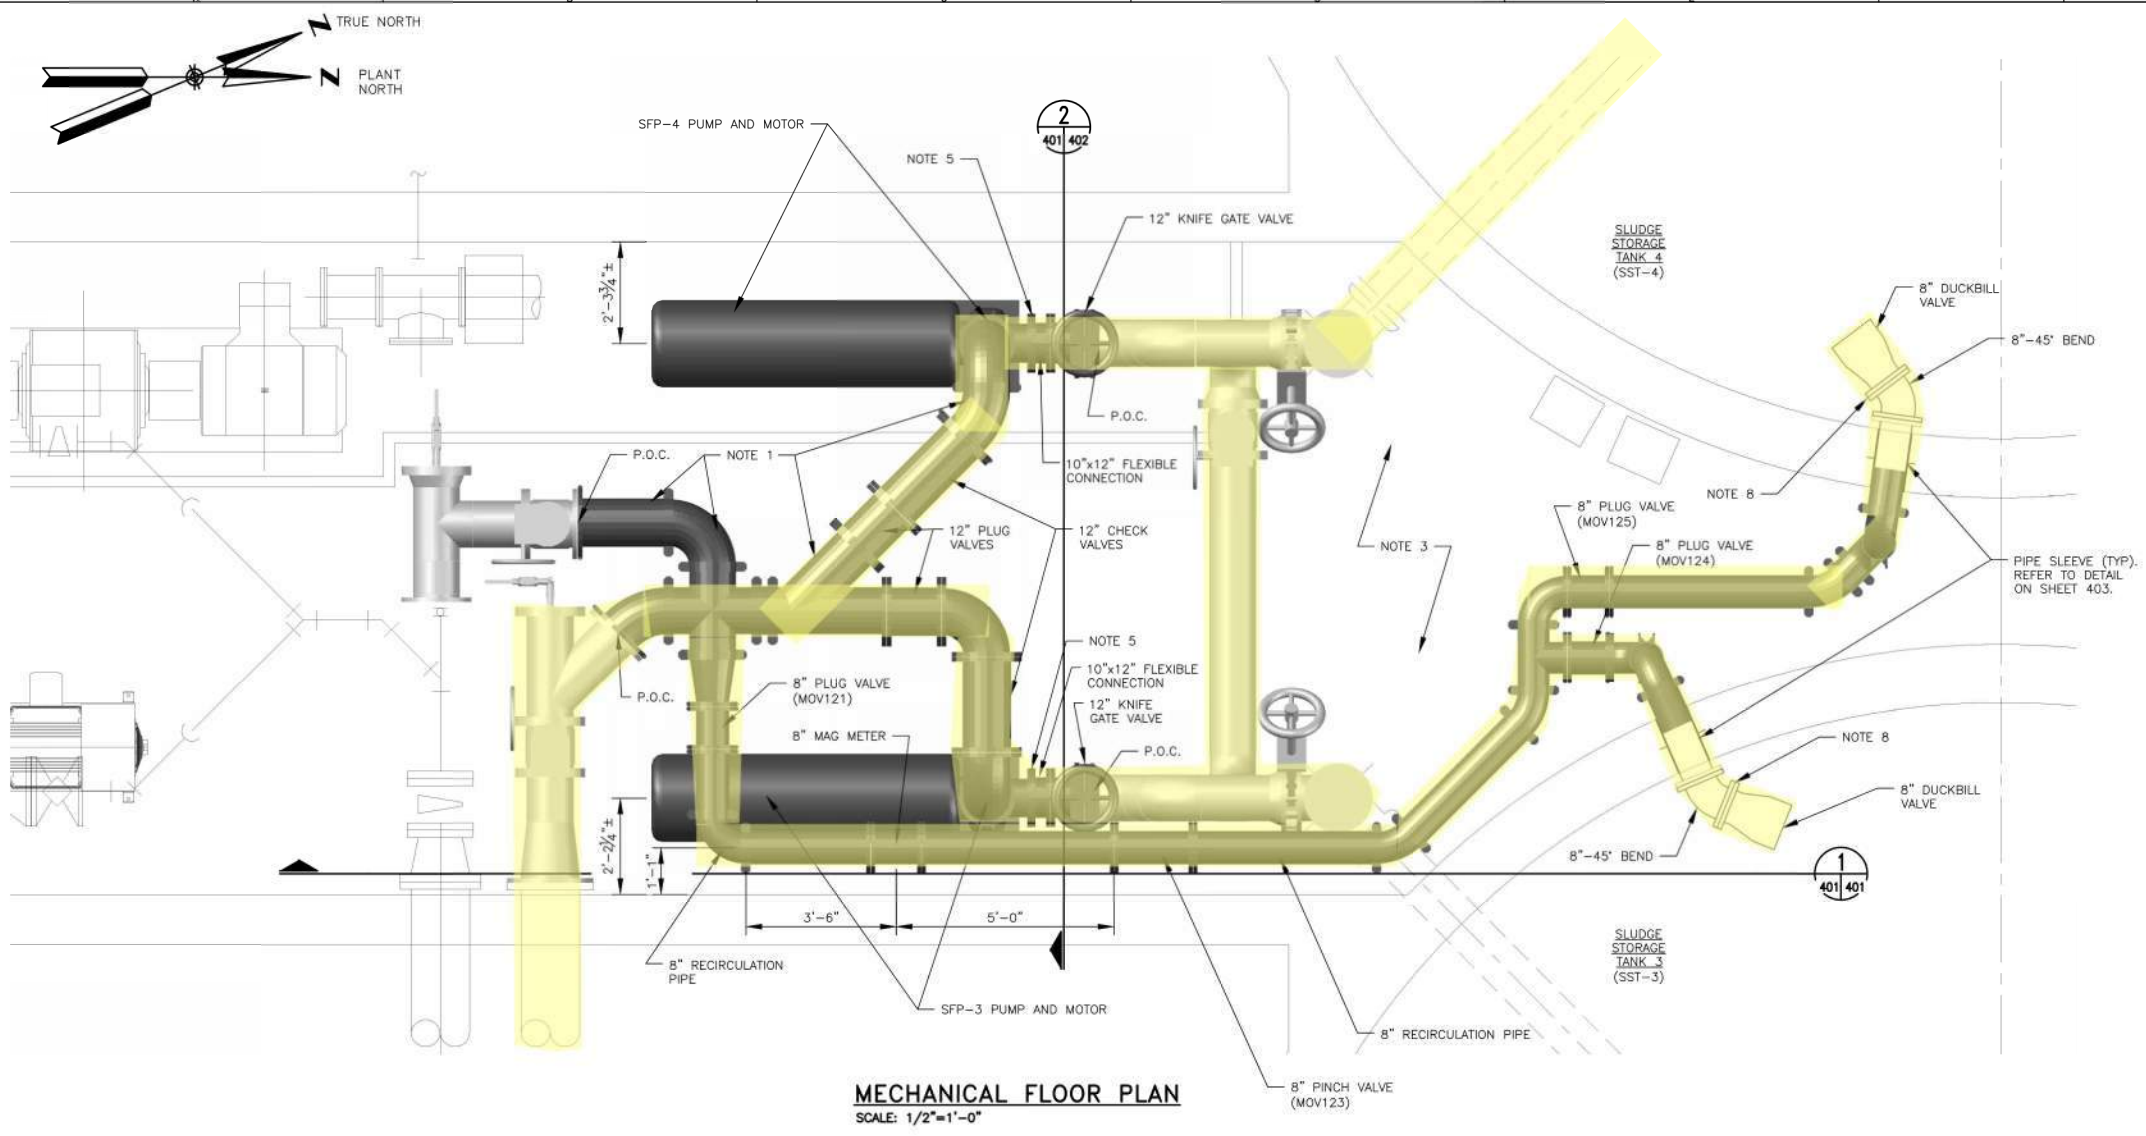 N TRUE NORTH
N PLANT
NORTH
SFP-4 PUMP AND MOTOR
2
401 402
NOTE 5
12" KNIFE GATE VALVE
2'-3¾"±
SLUDGE
STORAGE
TANK 4
(SST-4)
8" DUCKBILL
VALVE
8"-45° BEND
P.O.C.
P.O.C.
NOTE 1
10"x12" FLEXIBLE
CONNECTION
NOTE 8
8" PLUG VALVE
(MOV125)
12" PLUG
VALVES
12" CHECK
VALVES
NOTE 3
8" PLUG VALVE
(MOV124)
PIPE SLEEVE (TYP).
REFER TO DETAIL
ON SHEET 403.
NOTE 5
10"x12" FLEXIBLE
CONNECTION
P.O.C.
8" PLUG VALVE
(MOV121)
12" KNIFE
GATE VALVE
8" MAG METER
P.O.C.
NOTE 8
8" DUCKBILL
VALVE
2'-2¼"±
1'-1"
8"-45° BEND
1
401 401
3'-6"
5'-0"
SLUDGE
STORAGE
TANK 3
(SST-3)
8" RECIRCULATION
PIPE
SFP-3 PUMP AND MOTOR
8" RECIRCULATION PIPE
8" PINCH VALVE
(MOV123)
MECHANICAL FLOOR PLAN
SCALE: 1/2"=1'-0"